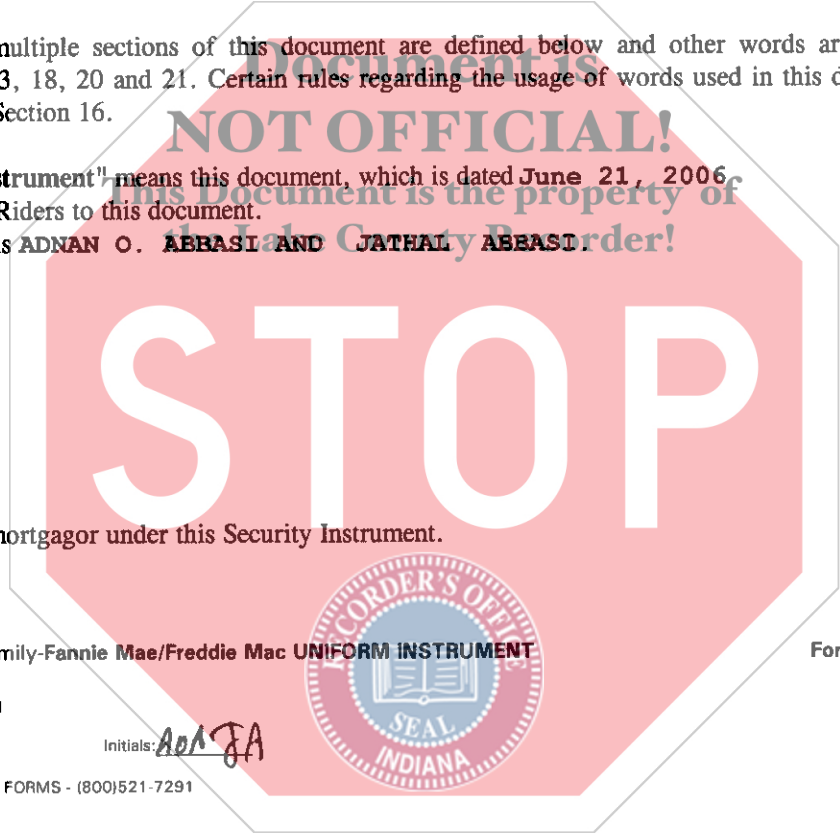 multiple sections of this document are defined below and other words ar
3, 18, 20 and 21. Certain rules regarding the usage of words used in this d
Section 16.
Document is
NOT OFFICIAL!
This Document is the property of
the Lake County Recorder!
trument" means this document, which is dated June 21, 2006
Riders to this document.
s ADNAN O. ABBASI AND JATHAL ABBASI.
STOP
mortgagor under this Security Instrument.
RECORDER'S OFFICE
SEAL
INDIANA
mily-Fannie Mae/Freddie Mac UNIFORM INSTRUMENT
For
Initials: AOA JA
FORMS - (800)521-7291